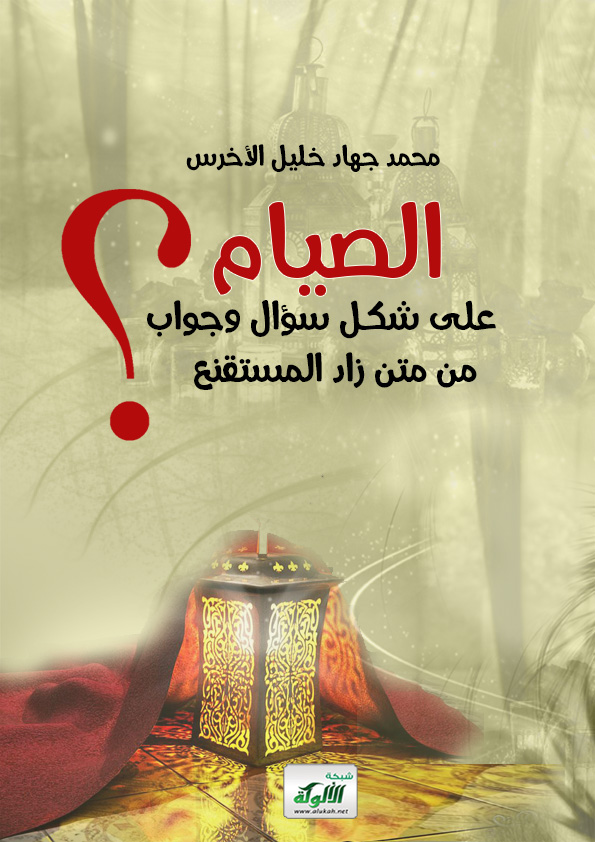 محمد جهاد خليل الأخرس
الصيام
؟
على شكل سؤال وجواب
من متن زاد المستقنع
شبكة
الألوكة
www.alukah.net